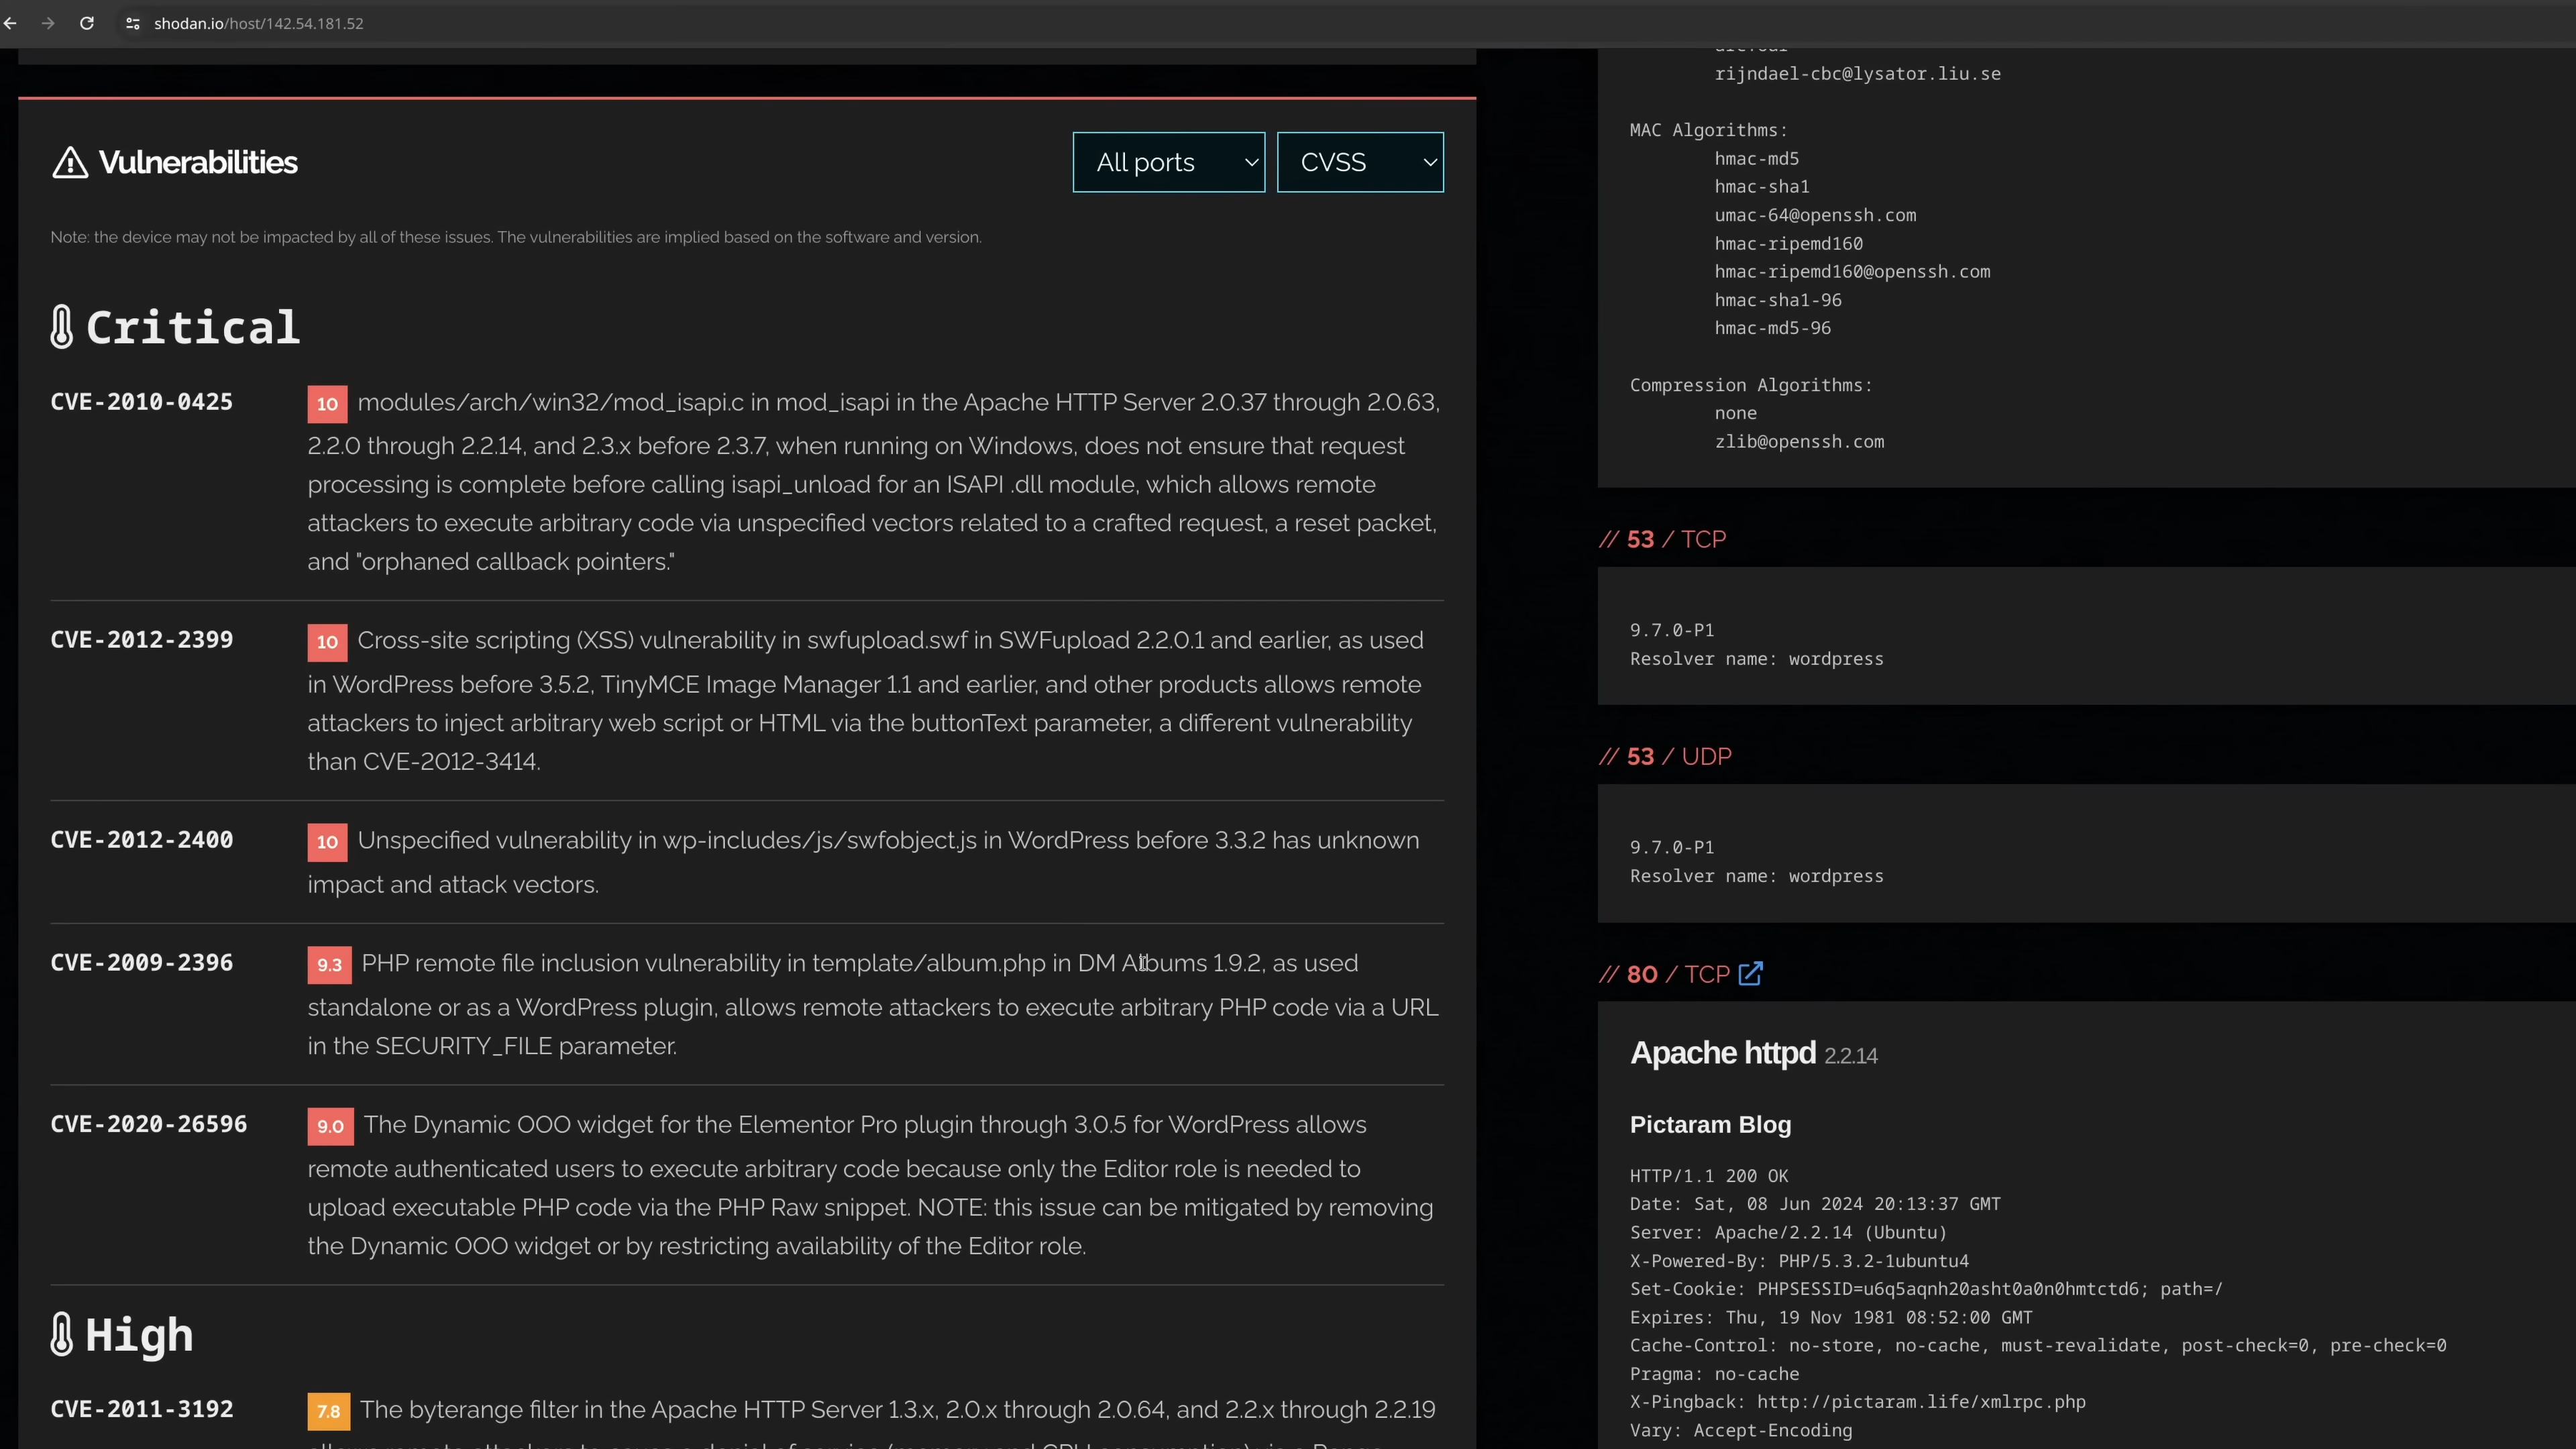 shodan.io/host/142.54.181.52
Vulnerabilities
All ports
CVSS
Note: the device may not be impacted by all of these issues. The vulnerabilities are implied based on the software and version.
Critical
CVE-2010-0425
10 modules/arch/win32/mod_isapi.c in mod_isapi in the Apache HTTP Server 2.0.37 through 2.0.63,
2.2.0 through 2.2.14, and 2.3.x before 2.3.7, when running on Windows, does not ensure that request
processing is complete before calling isapi_unload for an ISAPI .dll module, which allows remote
attackers to execute arbitrary code via unspecified vectors related to a crafted request, a reset packet,
and "orphaned callback pointers."
CVE-2012-2399
10 Cross-site scripting (XSS) vulnerability in swfupload.swf in SWFupload 2.2.0.1 and earlier, as used
in WordPress before 3.5.2, TinyMCE Image Manager 1.1 and earlier, and other products allows remote
attackers to inject arbitrary web script or HTML via the buttonText parameter, a different vulnerability
than CVE-2012-3414.
CVE-2012-2400
10 Unspecified vulnerability in wp-includes/js/swfobject.js in WordPress before 3.3.2 has unknown
impact and attack vectors.
CVE-2009-2396
9.3 PHP remote file inclusion vulnerability in template/album.php in DM Albums 1.9.2, as used
standalone or as a WordPress plugin, allows remote attackers to execute arbitrary PHP code via a URL
in the SECURITY_FILE parameter.
CVE-2020-26596
9.0 The Dynamic OOO widget for the Elementor Pro plugin through 3.0.5 for WordPress allows
remote authenticated users to execute arbitrary code because only the Editor role is needed to
upload executable PHP code via the PHP Raw snippet. NOTE: this issue can be mitigated by removing
the Dynamic OOO widget or by restricting availability of the Editor role.
High
CVE-2011-3192
7.8 The byterange filter in the Apache HTTP Server 1.3.x, 2.0.x through 2.0.64, and 2.2.x through 2.2.19
rijndael-cbc@lysator.liu.se
MAC Algorithms:
hmac-md5
hmac-sha1
umac-64@openssh.com
hmac-ripemd160
hmac-ripemd160@openssh.com
hmac-sha1-96
hmac-md5-96
Compression Algorithms:
none
zlib@openssh.com
// 53 / TCP
9.7.0-P1
Resolver name: wordpress
// 53 / UDP
9.7.0-P1
Resolver name: wordpress
// 80 / TCP
Apache httpd 2.2.14
Pictaram Blog
HTTP/1.1 200 OK
Date: Sat, 08 Jun 2024 20:13:37 GMT
Server: Apache/2.2.14 (Ubuntu)
X-Powered-By: PHP/5.3.2-1ubuntu4
Set-Cookie: PHPSESSID=u6q5aqnh20asht0a0n0hmtctd6; path=/
Expires: Thu, 19 Nov 1981 08:52:00 GMT
Cache-Control: no-store, no-cache, must-revalidate, post-check=0, pre-check=0
Pragma: no-cache
X-Pingback: http://pictaram.life/xmlrpc.php
Vary: Accept-Encoding